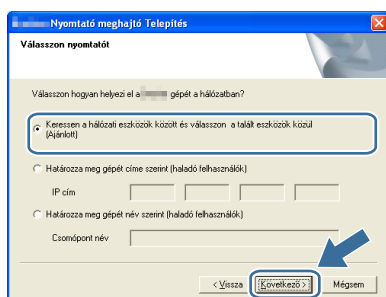 Nyomtató meghajtó Telepítés
Válasszon nyomtatót
Válasszon hogyan helyezi el a gépét a hálózatban?
Keressen a hálózati eszközök között és válasszon a talált eszközök közül
(Ajánlott)
Határozza meg gépét címe szerint (haladó felhasználók)
IP cím
Határozza meg gépét név szerint (haladó felhasználók)
Csomópont név
< Vissza Következő > Mégsem